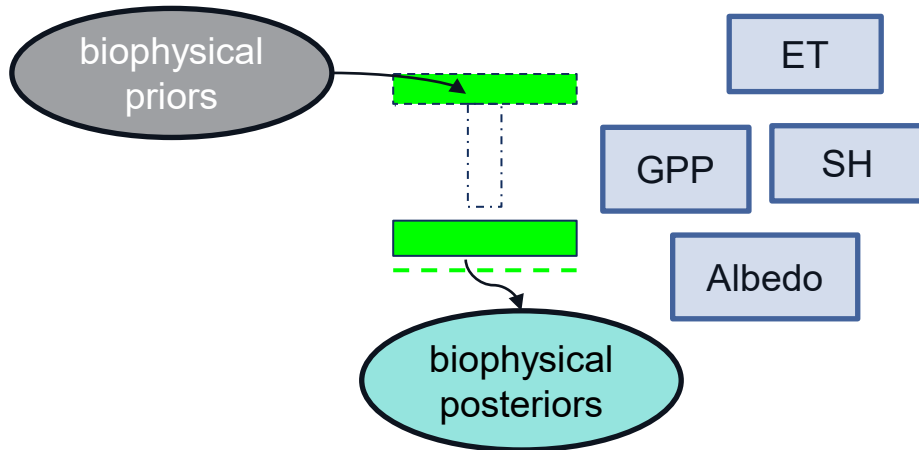 biophysical
priors
ET
GPP
SH
Albedo
biophysical
posteriors